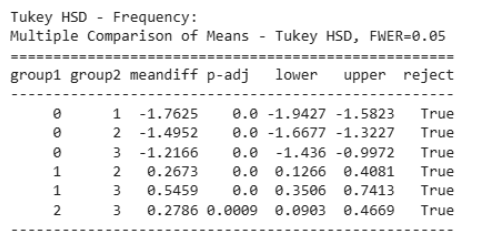 Tukey HSD - Frequency:
Multiple Comparison of Means - Tukey HSD, FWER=0.05
====================================================
group1 group2 meandiff p-adj  lower   upper  reject
----------------------------------------------------
     0      1  -1.7625    0.0 -1.9427 -1.5823   True
     0      2  -1.4952    0.0 -1.6677 -1.3227   True
     0      3  -1.2166    0.0  -1.436 -0.9972   True
     1      2   0.2673    0.0  0.1266  0.4081   True
     1      3   0.5459    0.0  0.3506  0.7413   True
     2      3   0.2786 0.0009  0.0903  0.4669   True
----------------------------------------------------